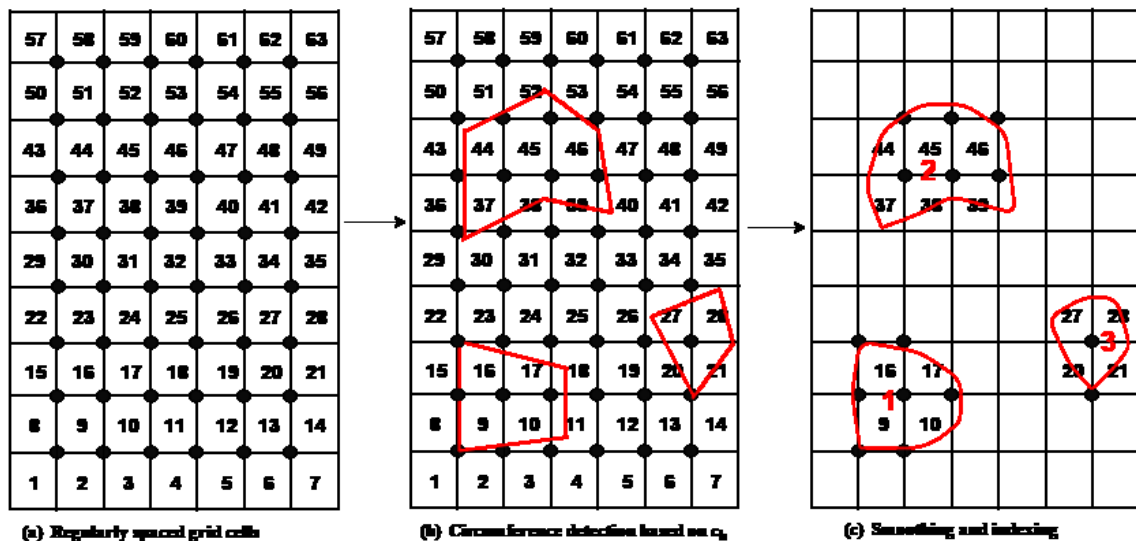 57 58 59 60 61 62 63
50 51 52 53 54 55 56
43 44 45 46 47 48 49
36 37 38 39 40 41 42
29 30 31 32 33 34 35
22 23 24 25 26 27 28
15 16 17 18 19 20 21
8 9 10 11 12 13 14
1 2 3 4 5 6 7
(a) Regularly spaced grid cells
57 58 59 60 61 62 63
50 51 52 53 54 55 56
43 44 45 46 47 48 49
36 37 38 39 40 41 42
29 30 31 32 33 34 35
22 23 24 25 26 27 28
15 16 17 18 19 20 21
8 9 10 11 12 13 14
1 2 3 4 5 6 7
(b) Circumference detection based on
44 45 46
2
37 38 39
27 28
3
20 21
16 17
1
9 10
(c) Smoothing and indexing